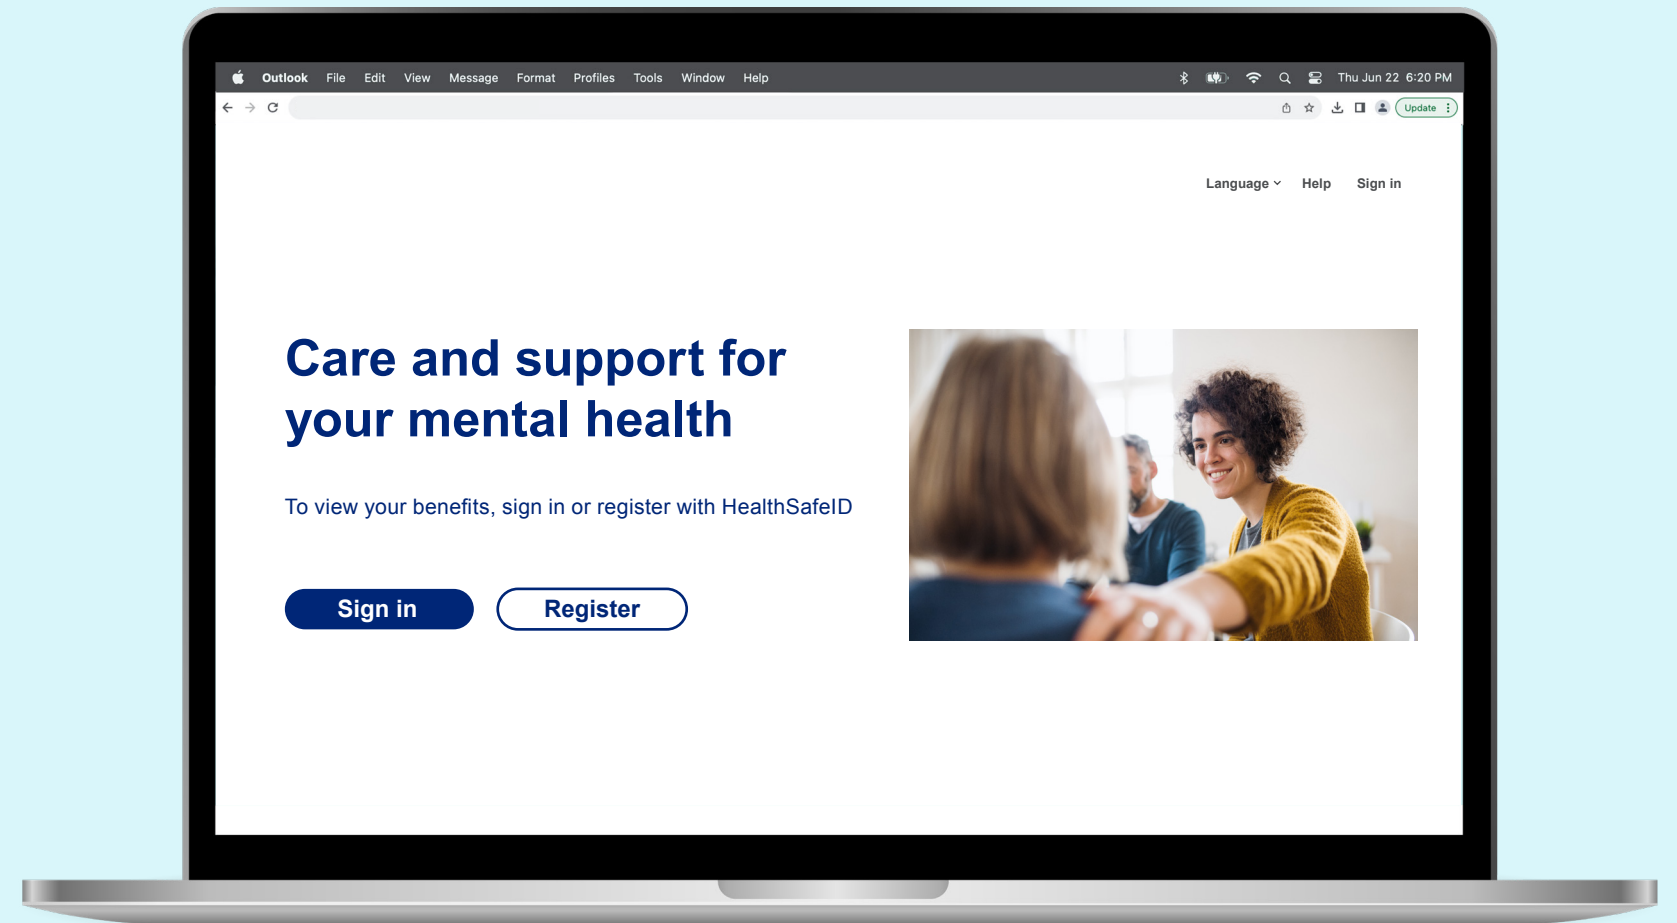 Outlook File Edit View Message Format Profiles Tools Window Help Thu Jun 22 6:20 PM
Update
Language Help Sign in
Care and support for
your mental health
To view your benefits, sign in or register with HealthSafeID
Sign in Register